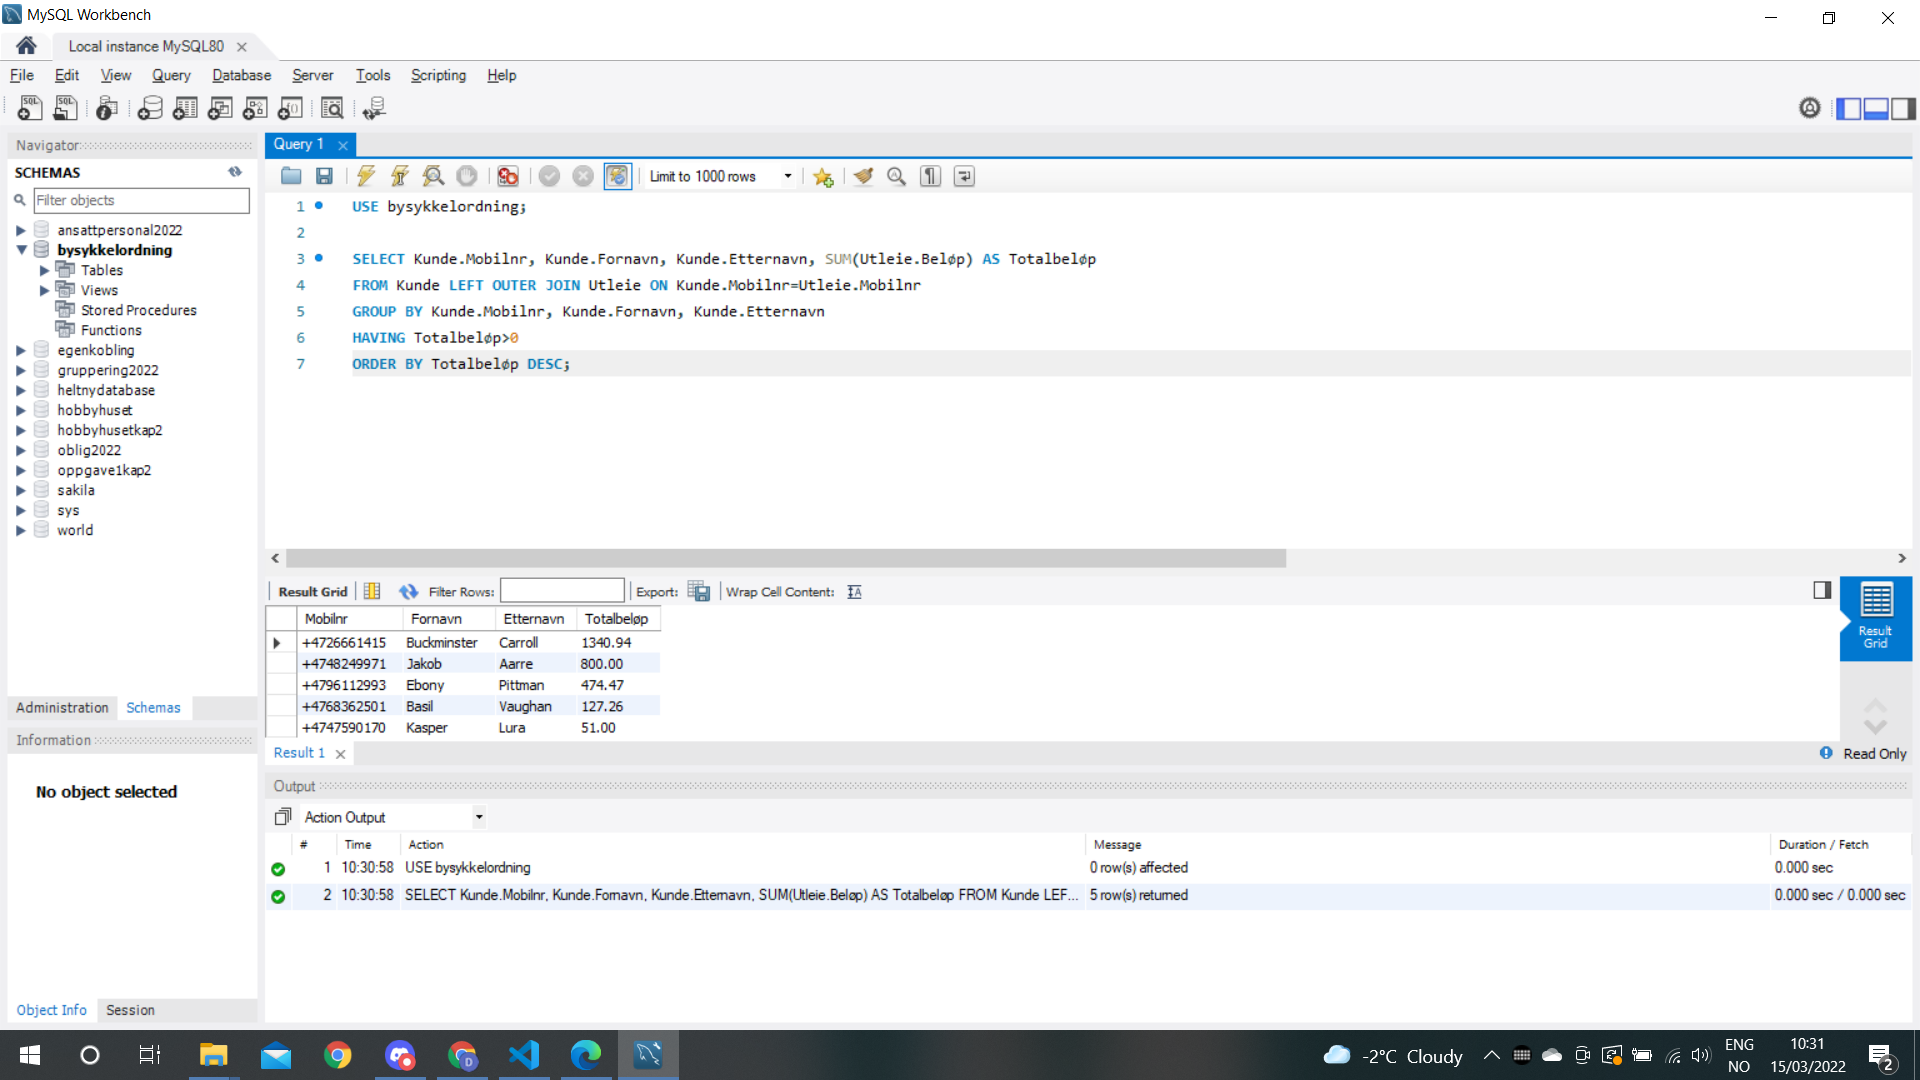 MySQL Workbench
Local instance MySQL80
File Edit View Query Database Server Tools Scripting Help
Navigator
SCHEMAS
Filter objects
ansattpersonal2022
bysykkelordning
Tables
Views
Stored Procedures
Functions
egenkobling
gruppering2022
heltnydatabase
hobbyhuset
hobbyhusetkap2
oblig2022
oppgave1kap2
sakila
sys
world
Administration Schemas
Information
No object selected
Object Info Session
Query 1
Limit to 1000 rows
1 USE bysykkelordning;
2
3 SELECT Kunde.Mobilnr, Kunde.Fornavn, Kunde.Etternavn, SUM(Utleie.Beløp) AS Totalbeløp
4 FROM Kunde LEFT OUTER JOIN Utleie ON Kunde.Mobilnr=Utleie.Mobilnr
5 GROUP BY Kunde.Mobilnr, Kunde.Fornavn, Kunde.Etternavn
6 HAVING Totalbeløp>0
7 ORDER BY Totalbeløp DESC;
Result Grid Filter Rows: Export: Wrap Cell Content:
Mobilnr Fornavn Etternavn Totalbeløp
+4726661415 Buckminster Carroll 1340.94
+4748249971 Jakob Aarre 800.00
+4796112993 Ebony Pittman 474.47
+4768362501 Basil Vaughan 127.26
+4747590170 Kasper Lura 51.00
Result Grid
Result 1
Read Only
Output
Action Output
# Time Action Message Duration / Fetch
1 10:30:58 USE bysykkelordning 0 row(s) affected 0.000 sec
2 10:30:58 SELECT Kunde.Mobilnr, Kunde.Fornavn, Kunde.Etternavn, SUM(Utleie.Beløp) AS Totalbeløp FROM Kunde LEF... 5 row(s) returned 0.000 sec / 0.000 sec
-2°C Cloudy
ENG
NO
10:31
15/03/2022
2